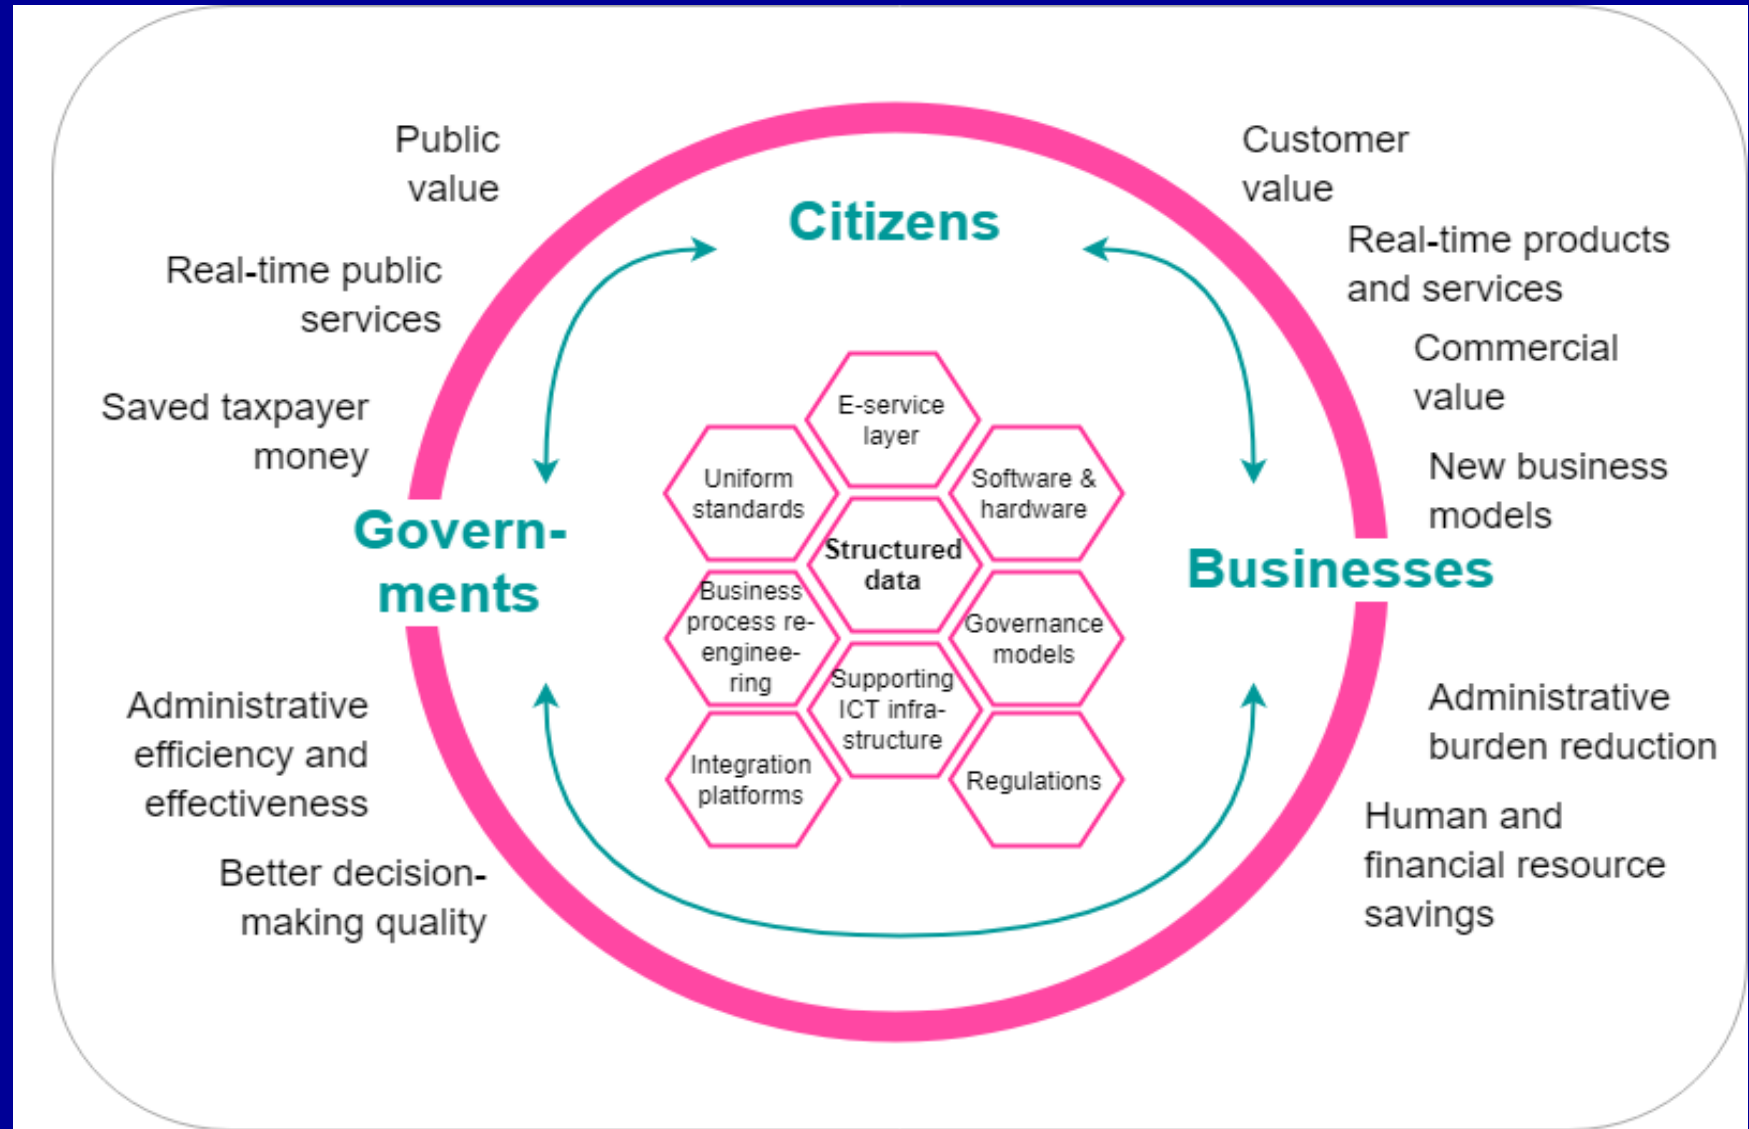 Public
value
Real-time public
services
Saved taxpayer
money
Govern-
ments
Administrative
efficiency and
effectiveness
Better decision-
making quality
Citizens
E-service
layer
Uniform
standards
Software &
hardware
Structured
data
Business
process re-
enginee-
ring
Governance
models
Supporting
ICT infra-
structure
Integration
platforms
Regulations
Customer
value
Real-time products
and services
Commercial
value
New business
models
Businesses
Administrative
burden reduction
Human and
financial resource
savings